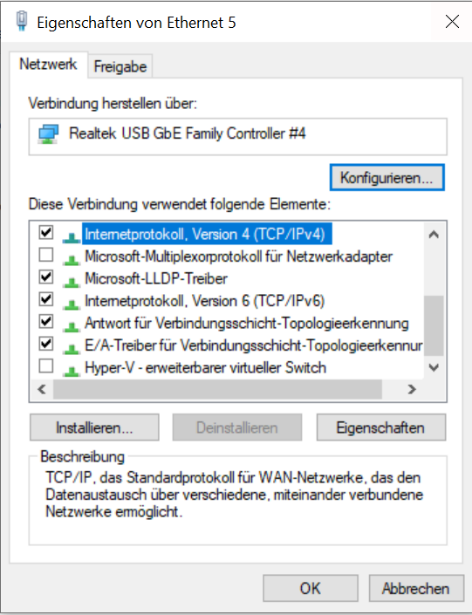 Eigenschaften von Ethernet 5
Netzwerk
Freigabe
Verbindung herstellen über:
Realtek USB GbE Family Controller #4
Konfigurieren...
Diese Verbindung verwendet folgende Elemente:
Internetprotokoll, Version 4 (TCP/IPv4)
Microsoft-Multiplexorprotokoll für Netzwerkadapter
Microsoft-LLDP-Treiber
Internetprotokoll, Version 6 (TCP/IPv6)
Antwort für Verbindungsschicht-Topologieerkennung
E/A-Treiber für Verbindungsschicht-Topologieerkennur
Hyper-V - erweiterbarer virtueller Switch
Installieren...
Deinstallieren
Eigenschaften
Beschreibung
TCP/IP, das Standardprotokoll für WAN-Netzwerke, das den
Datenaustausch über verschiedene, miteinander verbundene
Netzwerke ermöglicht.
OK
Abbrechen